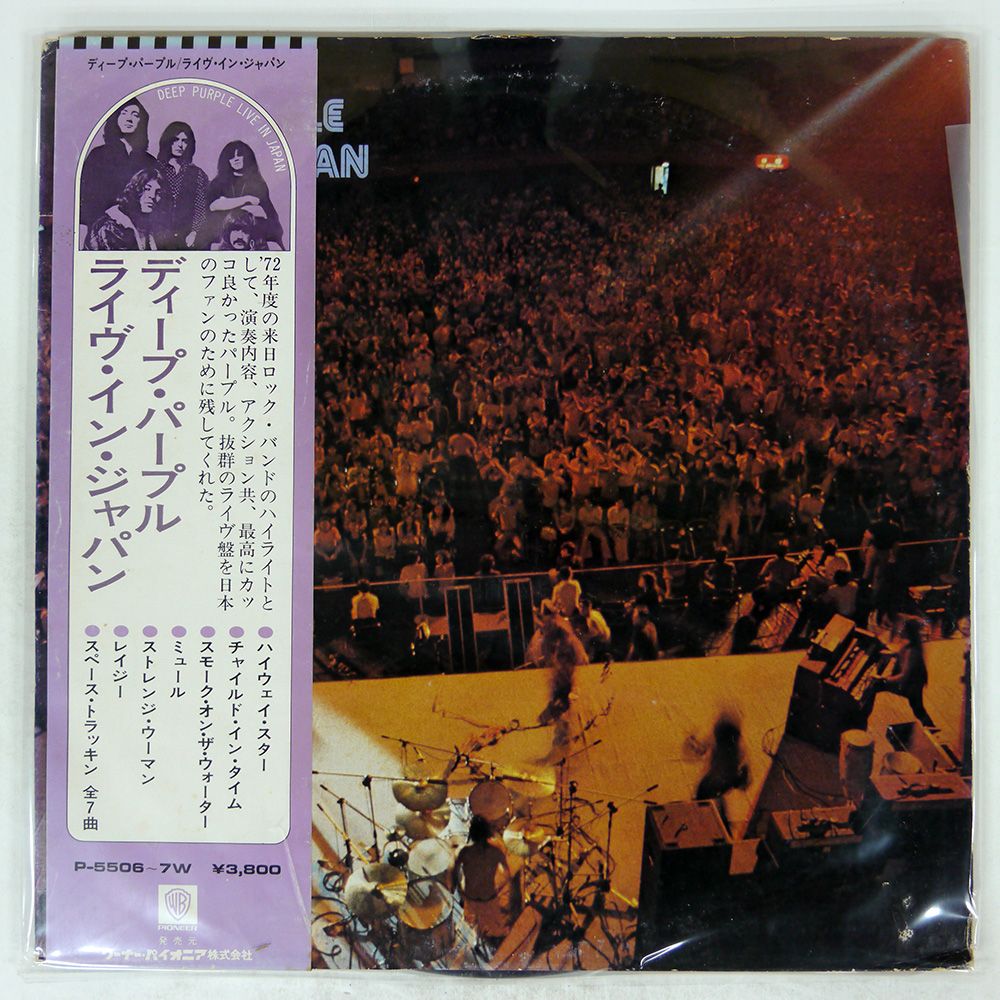 ディープ・パープル/ライヴ・イン・ジャパン
DEEP PURPLE LIVE IN JAPAN
LE
AN
'72年度の来日ロック・バンドのハイライトと
して、演奏内容、アクション共、最高にカッ
コ良かったパープル。抜群のライヴ盤を日本
のファンのために残してくれた。
ディープ・パープル
ライヴ・イン・ジャパン
●ハイウェイ・スター
●チャイルド・イン・タイム
●スモーク・オン・ザ・ウォーター
●ミュール
●ストレンジ・ウーマン
●レイジー
●スペース・トラッキン 全7曲
P-5506~7W ¥3,800
WB
PIONEER
発売元
ワーナー・パイオニア株式会社